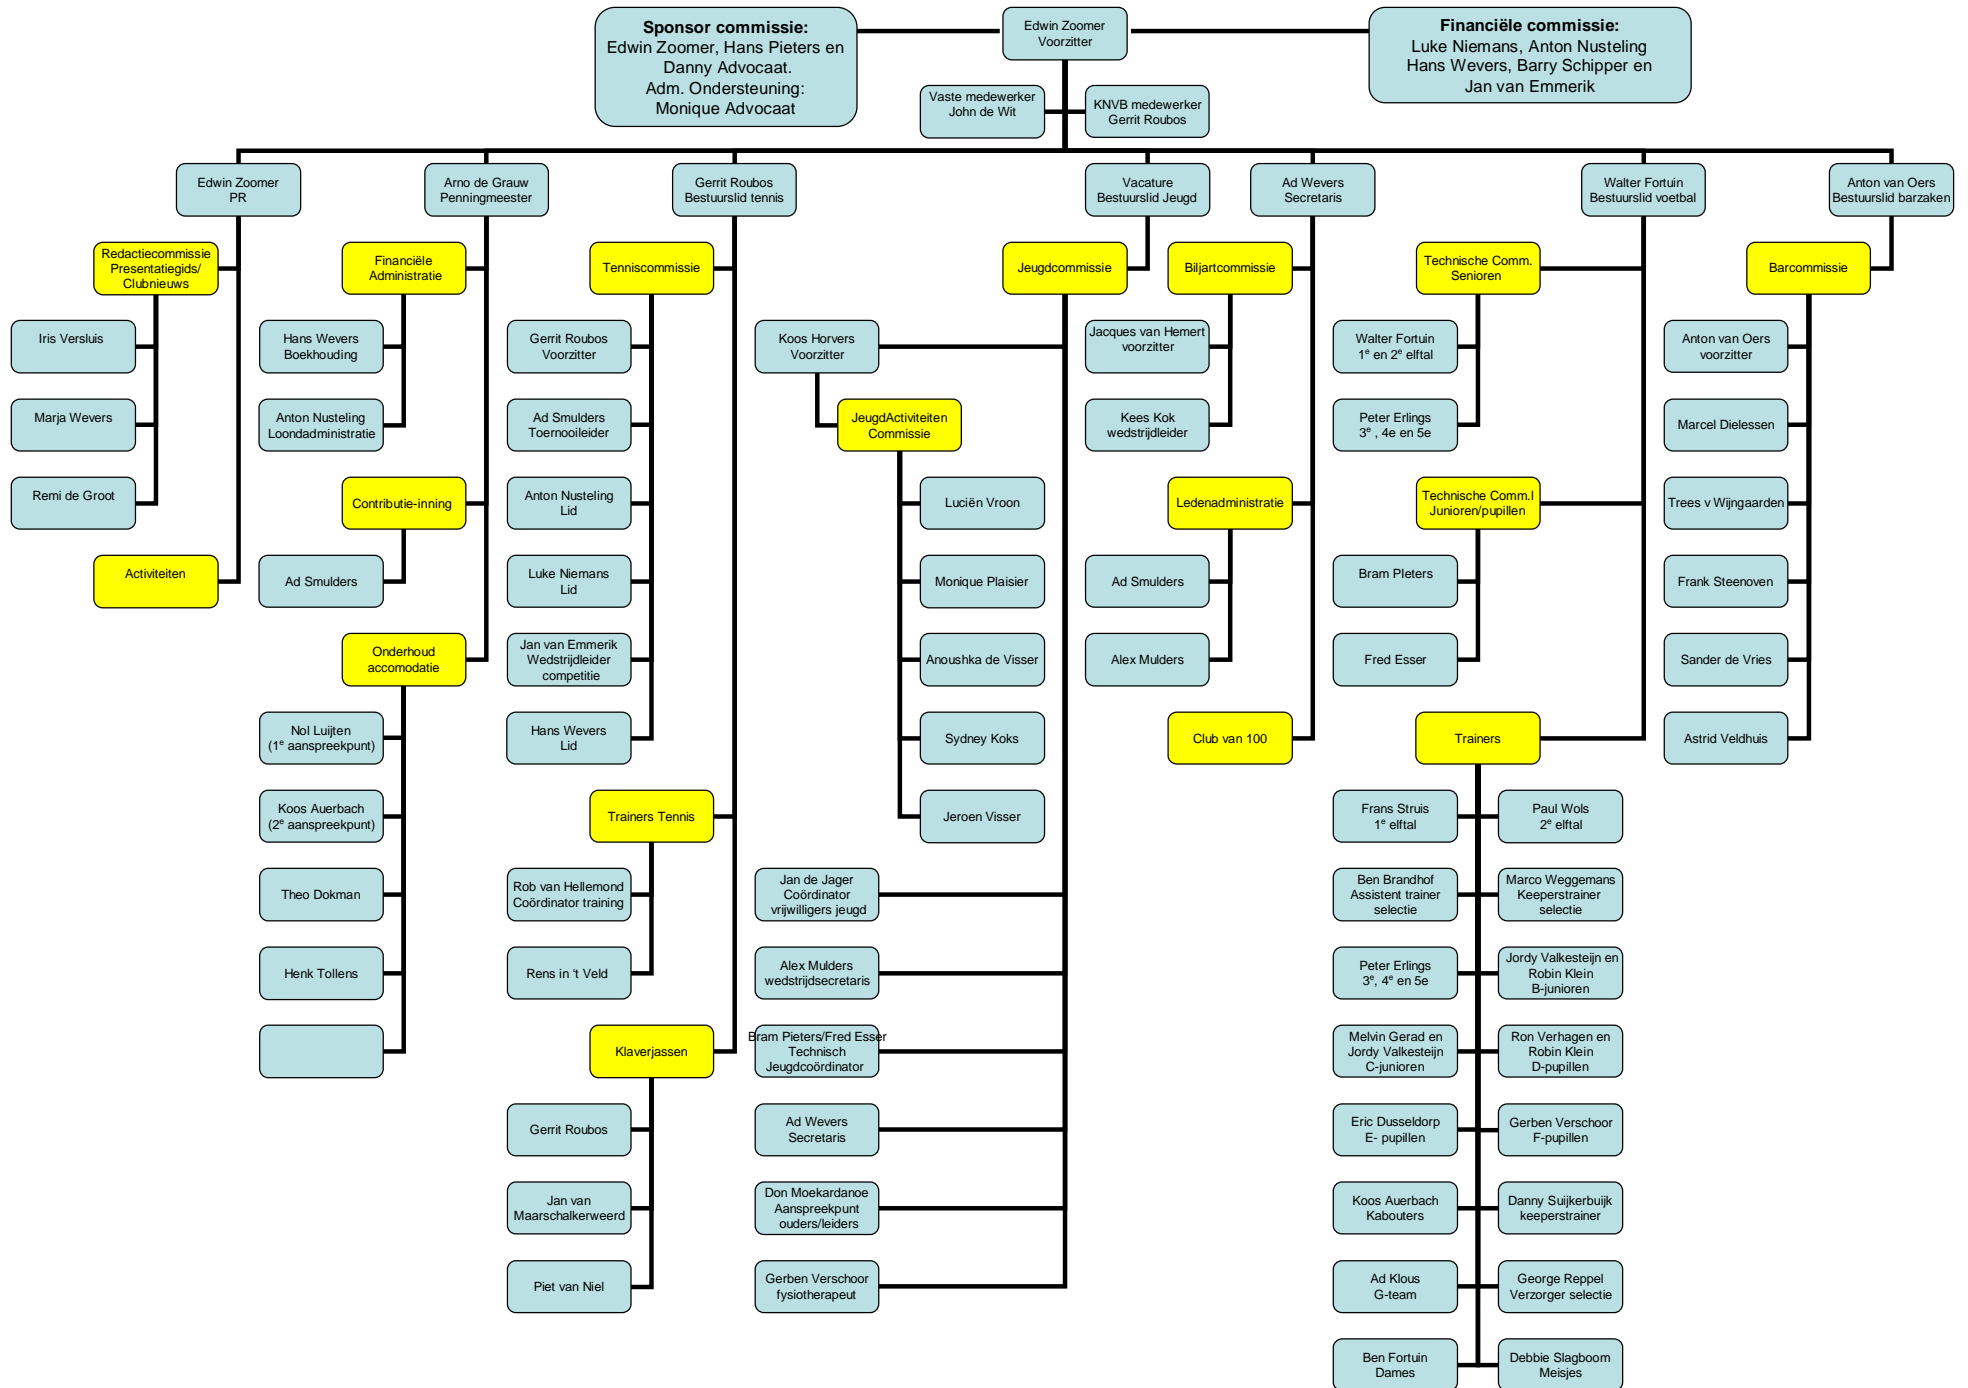 Sponsor commissie:
Edwin Zoomer, Hans Pieters en
Danny Advocaat.
Adm. Ondersteuning:
Monique Advocaat
Edwin Zoomer
Voorzitter
Financiële commissie:
Luke Niemans, Anton Nusteling
Hans Wevers, Barry Schipper en
Jan van Emmerik
Vaste medewerker
John de Wit
KNVB medewerker
Gerrit Roubos
Edwin Zoomer
PR
Arno de Grauw
Penningmeester
Gerrit Roubos
Bestuurslid tennis
Vacature
Bestuurslid Jeugd
Ad Wevers
Secretaris
Walter Fortuin
Bestuurslid voetbal
Anton van Oers
Bestuurslid barzaken
Redactiecommissie
Presentatiegids/
Clubnieuws
Iris Versluis
Marja Wevers
Remi de Groot
Activiteiten
Financiële
Administratie
Hans Wevers
Boekhouding
Anton Nusteling
Loondadministratie
Contributie-inning
Ad Smulders
Onderhoud
accomodatie
Nol Luijten
(1e aanspreekpunt)
Koos Auerbach
(2e aanspreekpunt)
Theo Dokman
Henk Tollens
Tenniscommissie
Gerrit Roubos
Voorzitter
Ad Smulders
Toernooileider
Anton Nusteling
Lid
Luke Niemans
Lid
Jan van Emmerik
Wedstrijdleider
competitie
Hans Wevers
Lid
Trainers Tennis
Rob van Hellemond
Coördinator training
Rens in ‘t Veld
Klaverjassen
Gerrit Roubos
Jan van
Maarschalkerweerd
Piet van Niel
Jeugdcommissie
Koos Horvers
Voorzitter
JeugdActiviteiten
Commissie
Luciën Vroon
Monique Plaisier
Anoushka de Visser
Sydney Koks
Jeroen Visser
Jan de Jager
Coördinator
vrijwilligers jeugd
Alex Mulders
wedstrijdsecretaris
Bram Pieters/Fred Esser
Technisch
Jeugdcoördinator
Ad Wevers
Secretaris
Don Moekardanoe
Aanspreekpunt
ouders/leiders
Gerben Verschoor
fysiotherapeut
Biljartcommissie
Jacques van Hemert
voorzitter
Kees Kok
wedstrijdleider
Ledenadministratie
Ad Smulders
Alex Mulders
Club van 100
Technische Comm.
Senioren
Walter Fortuin
1e en 2e elftal
Peter Erlings
3e , 4e en 5e
Technische Comm.l
Junioren/pupillen
Bram PIeters
Fred Esser
Trainers
Frans Struis
1e elftal
Paul Wols
2e elftal
Ben Brandhof
Assistent trainer
selectie
Marco Weggemans
Keeperstrainer
selectie
Peter Erlings
3e, 4e en 5e
Jordy Valkesteijn en
Robin Klein
B-junioren
Melvin Gerad en
Jordy Valkesteijn
C-junioren
Ron Verhagen en
Robin Klein
D-pupillen
Eric Dusseldorp
E- pupillen
Gerben Verschoor
F-pupillen
Koos Auerbach
Kabouters
Danny Suijkerbuijk
keeperstrainer
Ad Klous
G-team
George Reppel
Verzorger selectie
Ben Fortuin
Dames
Debbie Slagboom
Meisjes
Barcommissie
Anton van Oers
voorzitter
Marcel Dielessen
Trees v Wijngaarden
Frank Steenoven
Sander de Vries
Astrid Veldhuis